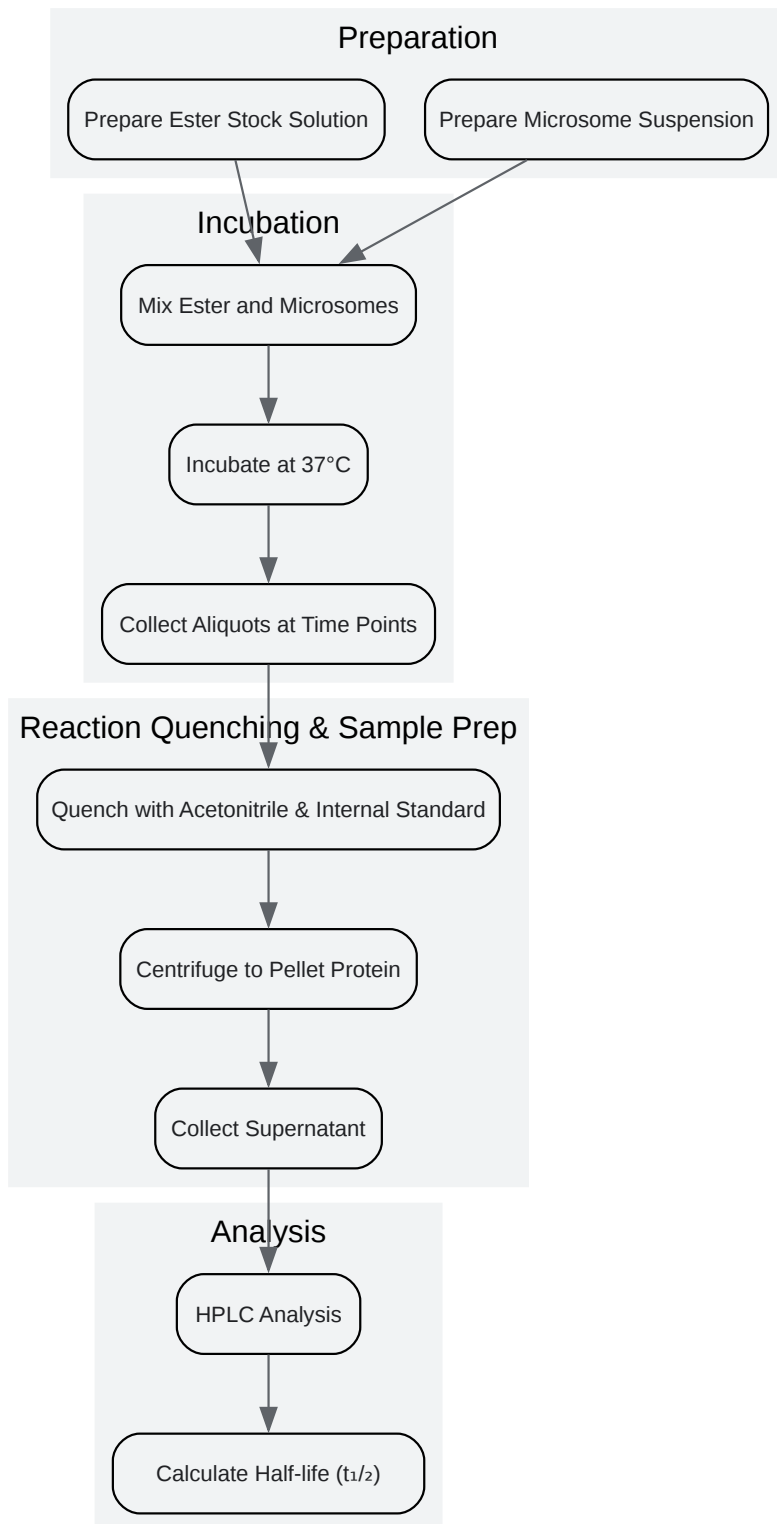 Preparation
Prepare Ester Stock Solution
Prepare Microsome Suspension
Incubation
Mix Ester and Microsomes
Incubate at 37°C
Collect Aliquots at Time Points
Reaction Quenching & Sample Prep
Quench with Acetonitrile & Internal Standard
Centrifuge to Pellet Protein
Collect Supernatant
Analysis
HPLC Analysis
Calculate Half-life (t₁/₂)